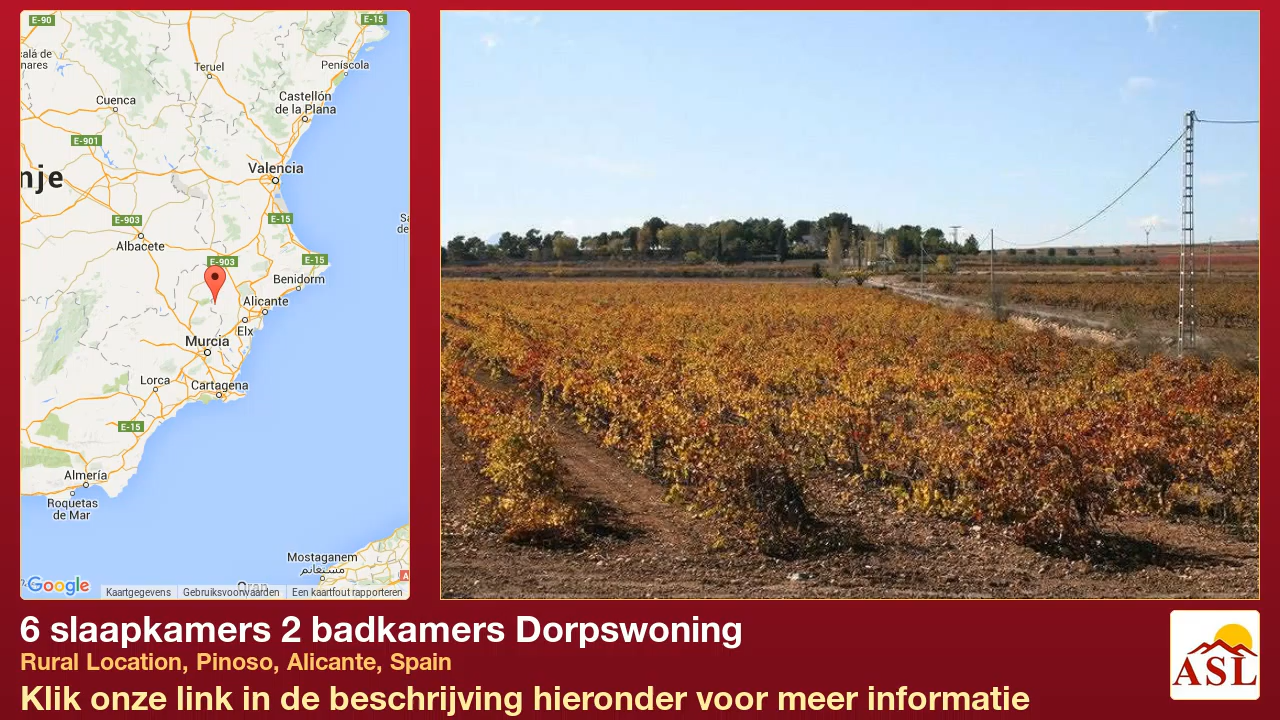 E-90
E-15
calá de
nares
Teruel
Peníscola
Cuenca
Castellón
de la Plana
E-901
nje
Valencia
E-903
E-15
Albacete
E-903
E-15
Benidorm
Alicante
Elx
Murcia
Lorca
Cartagena
E-15
Almería
Roquetas
de Mar
Mostaganem
مستغانم
Oran
Google
Kaartgegevens
Gebruiksvoorwaarden
Een kaartfout rapporteren
6 slaapkamers 2 badkamers Dorpswoning
Rural Location, Pinoso, Alicante, Spain
Klik onze link in de beschrijving hieronder voor meer informatie
ASL